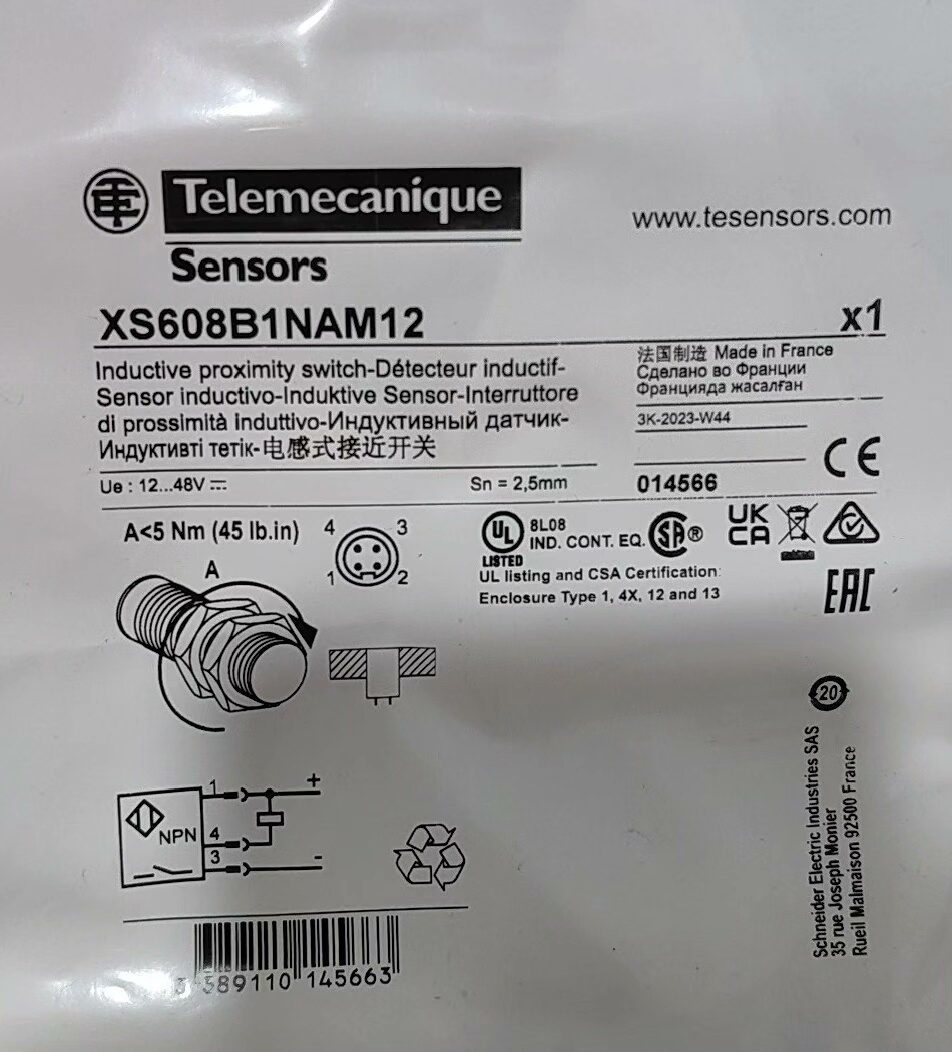 Telemecanique
Sensors
www.tesensors.com
XS608B1NAM12
x1
Inductive proximity switch-Détecteur inductif-
Sensor inductivo-Induktive Sensor-Interruttore
di prossimità induttivo-Индуктивный датчик-
Индуктивті тетік-电感式接近开关
法国制造 Made in France
Сделано во Франции
Францияда жасалған
3K-2023-W44
Ue : 12...48V ⎓
Sn = 2,5mm
014566
CE
A<5 Nm (45 lb.in)
4 3
1 2
A
UL LISTED
8L08
IND. CONT. EQ.
SA ®
UK
CA
UL listing and CSA Certification:
Enclosure Type 1, 4X, 12 and 13
EAC
20
Schneider Electric Industries SAS
35 rue Joseph Monier
Rueil Malmaison 92500 France
1 +
NPN 4
3 -
3 389110 145663